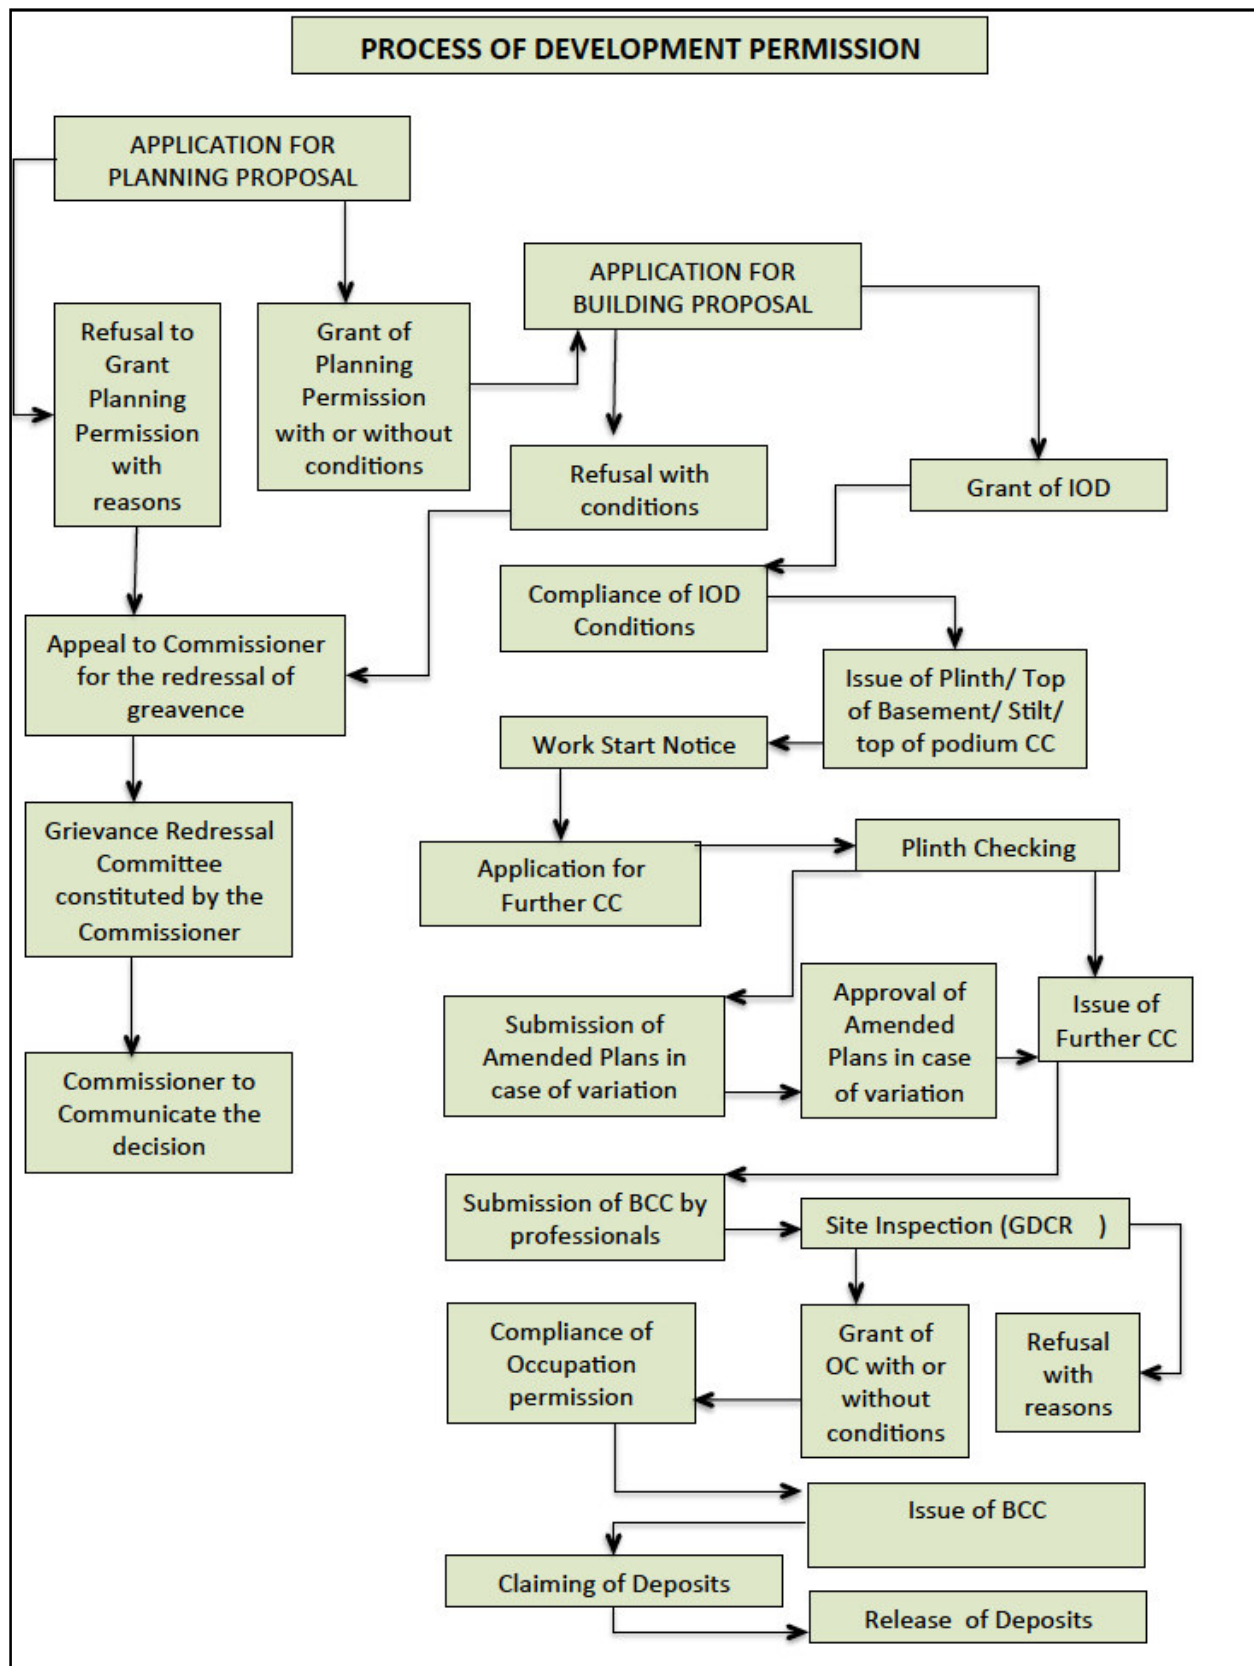 PROCESS OF DEVELOPMENT PERMISSION
APPLICATION FOR
PLANNING PROPOSAL
APPLICATION FOR
BUILDING PROPOSAL
Refusal to
Grant
Planning
Permission
with
reasons
Grant of
Planning
Permission
with or without
conditions
Refusal with
conditions
Grant of IOD
Compliance of IOD
Conditions
Appeal to Commissioner
for the redressal of
greavence
Issue of Plinth/ Top
of Basement/ Stilt/
top of podium CC
Work Start Notice
Grievance Redressal
Committee
constituted by the
Commissioner
Application for
Further CC
Plinth Checking
Submission of
Amended Plans in
case of variation
Approval of
Amended
Plans in case
of variation
Issue of
Further CC
Commissioner to
Communicate the
decision
Submission of BCC by
professionals
Site Inspection (GDCR )
Compliance of
Occupation
permission
Grant of
OC with or
without
conditions
Refusal
with
reasons
Issue of BCC
Claiming of Deposits
Release of Deposits